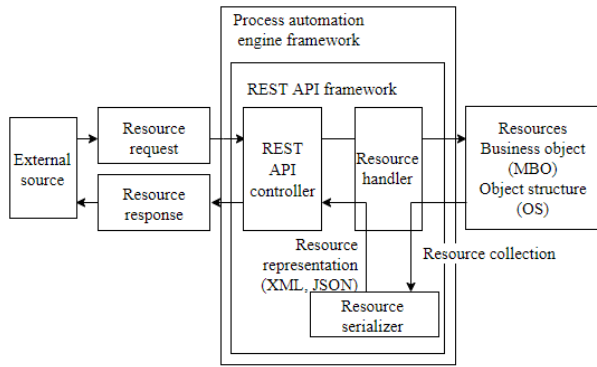 Process automation
engine framework
REST API framework
External
source
Resource
request
Resource
response
REST
API
controller
Resource
handler
Resources
Business object
(MBO)
Object structure
(OS)
Resource
representation
(XML, JSON)
Resource collection
Resource
serializer